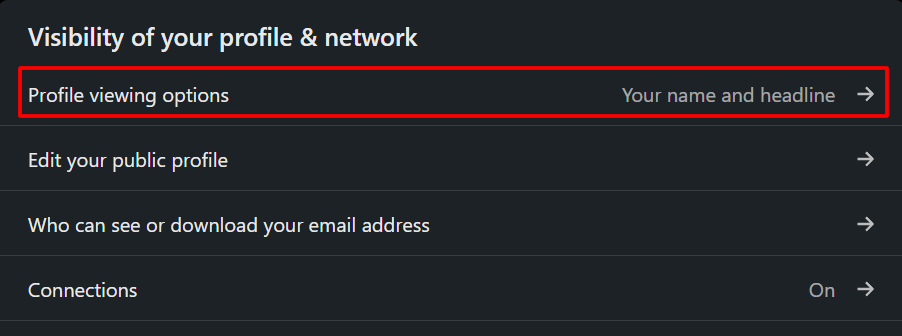 Visibility of your profile & network
Profile viewing options Your name and headline
Edit your public profile
Who can see or download your email address
Connections On